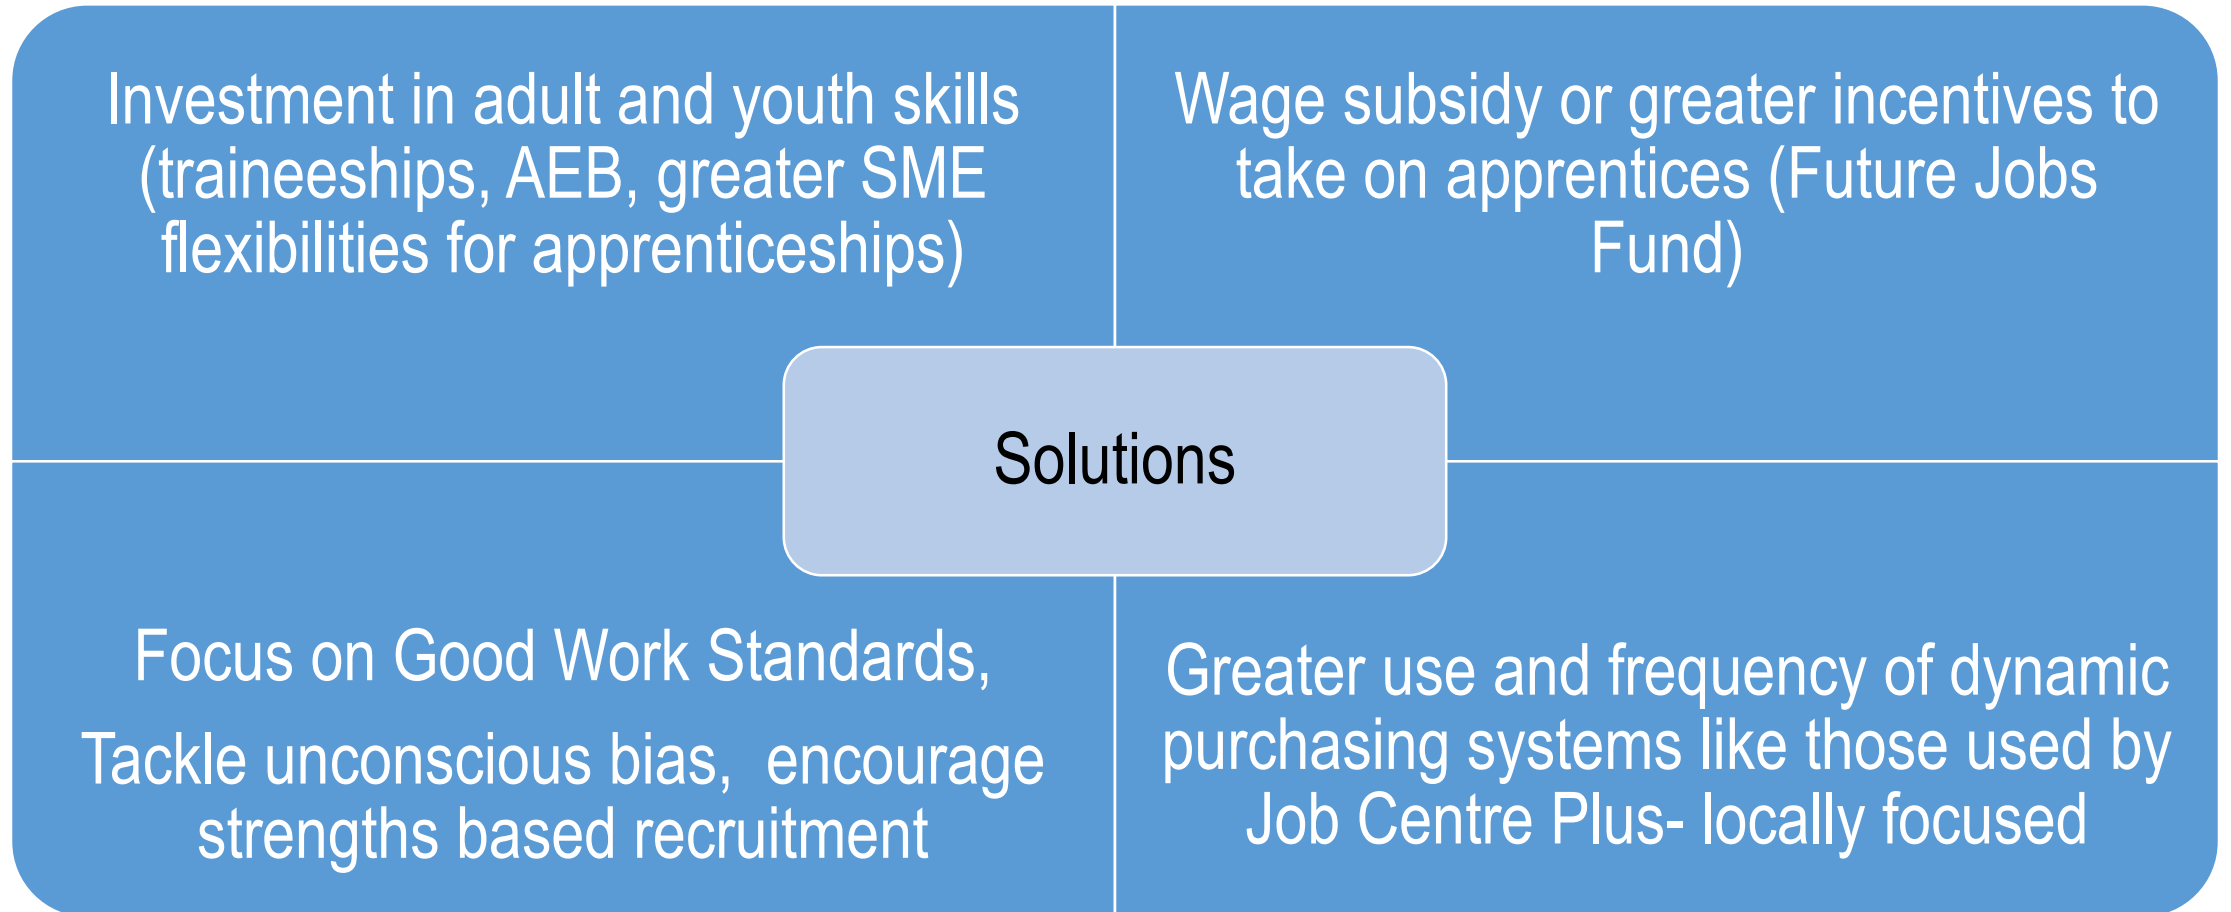 Investment in adult and youth skills
(traineeships, AEB, greater SME
flexibilities for apprenticeships)
Wage subsidy or greater incentives to
take on apprentices (Future Jobs
Fund)
Solutions
Focus on Good Work Standards,
Tackle unconscious bias,  encourage
strengths based recruitment
Greater use and frequency of dynamic
purchasing systems like those used by
Job Centre Plus- locally focused